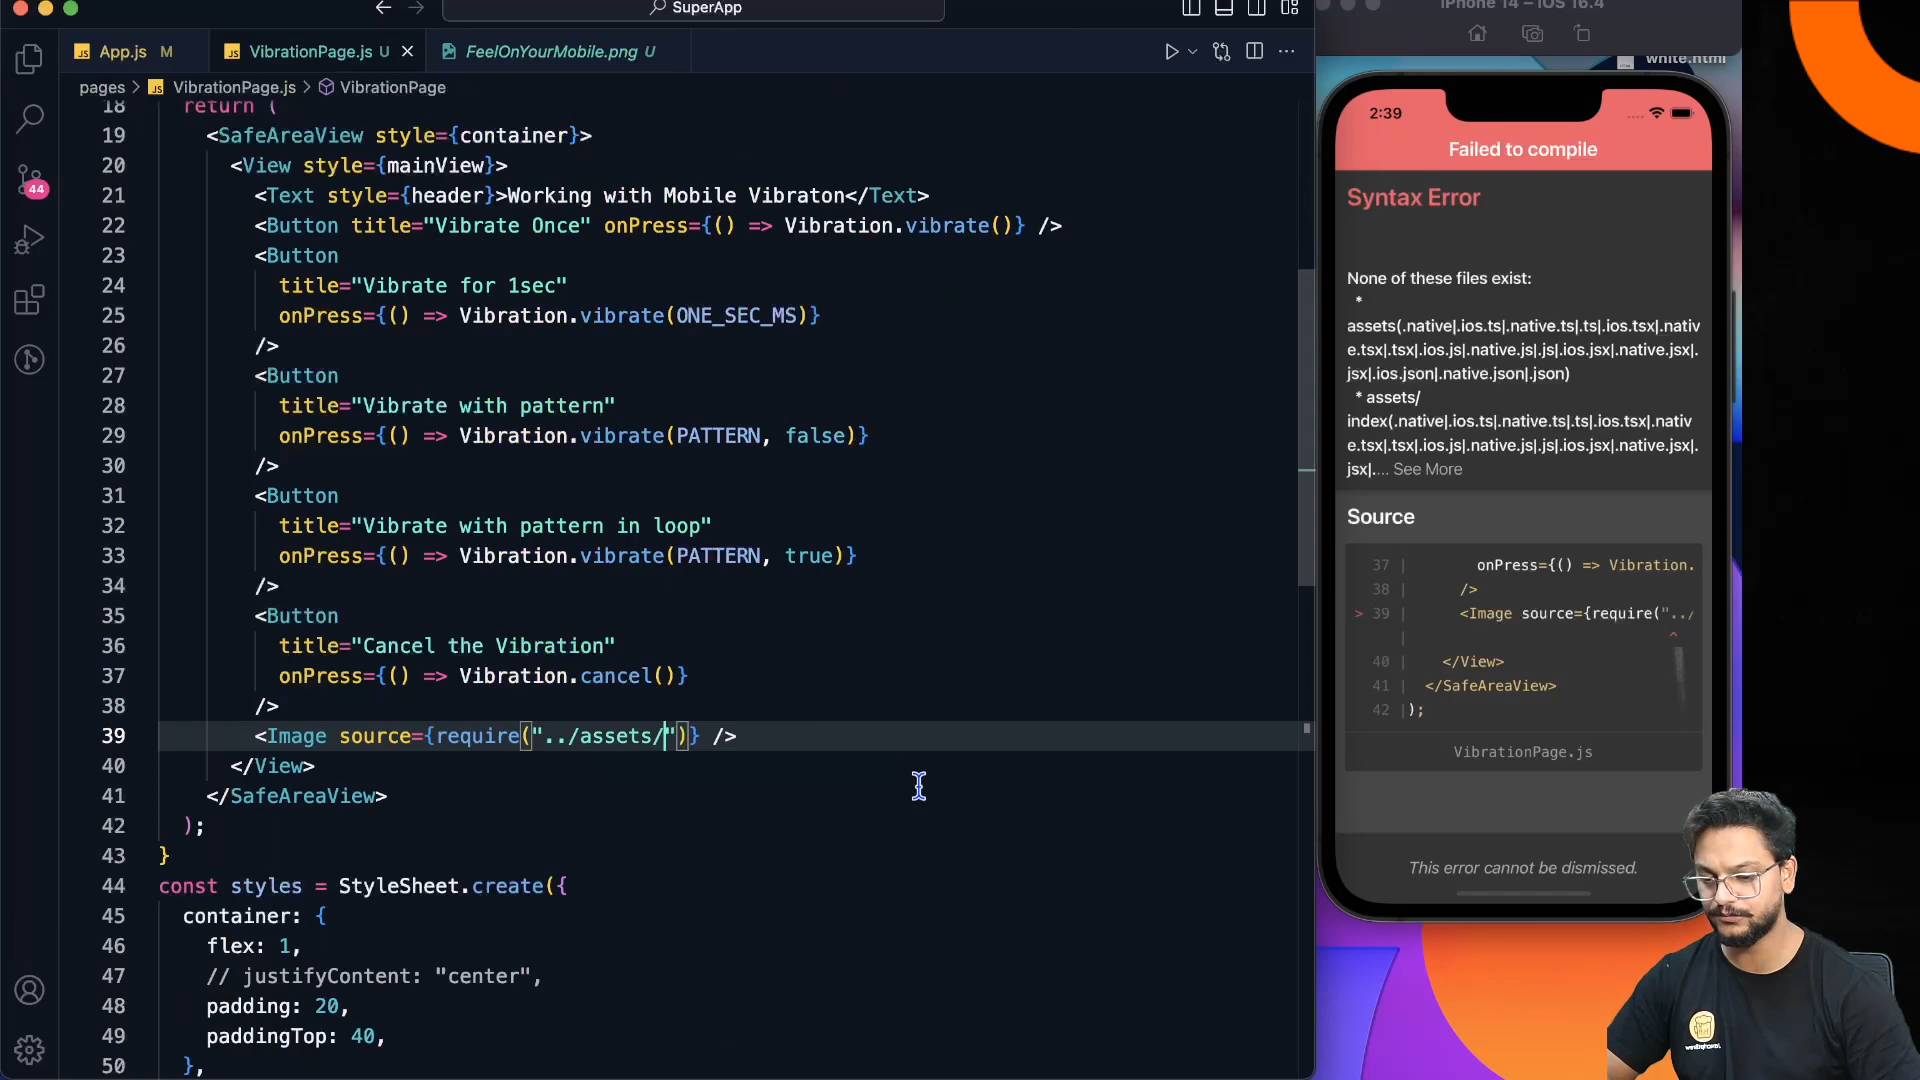 SuperApp
App.js M
VibrationPage.js U
FeelOnYourMobile.png U
pages > VibrationPage.js > VibrationPage
44
18 return (
19 <SafeAreaView style={container}>
20 <View style={mainView}>
21 <Text style={header}>Working with Mobile Vibraton</Text>
22 <Button title="Vibrate Once" onPress={() => Vibration.vibrate()} />
23 <Button
24 title="Vibrate for 1sec"
25 onPress={() => Vibration.vibrate(ONE_SEC_MS)}
26 />
27 <Button
28 title="Vibrate with pattern"
29 onPress={() => Vibration.vibrate(PATTERN, false)}
30 />
31 <Button
32 title="Vibrate with pattern in loop"
33 onPress={() => Vibration.vibrate(PATTERN, true)}
34 />
35 <Button
36 title="Cancel the Vibration"
37 onPress={() => Vibration.cancel()}
38 />
39 <Image source={require("../assets/")} />
40 </View>
41 </SafeAreaView>
42 );
43 }
44 const styles = StyleSheet.create({
45 container: {
46 flex: 1,
47 // justifyContent: "center",
48 padding: 20,
49 paddingTop: 40,
50 },
iPhone 14 – iOS 16.4
white.html
2:39
Failed to compile
Syntax Error
None of these files exist:
*
assets(.native|.ios.ts|.native.ts|.ts|.ios.tsx|.nativ
e.tsx|.tsx|.ios.js|.native.js|.js|.ios.jsx|.native.jsx|.
jsx|.ios.json|.native.json|.json)
* assets/
index(.native|.ios.ts|.native.ts|.ts|.ios.tsx|.nativ
e.tsx|.tsx|.ios.js|.native.js|.js|.ios.jsx|.native.jsx|.
jsx|.... See More
Source
37 | onPress={() => Vibration.
38 | />
> 39 | <Image source={require("../
| ^
40 | </View>
41 | </SafeAreaView>
42 | );
VibrationPage.js
This error cannot be dismissed.